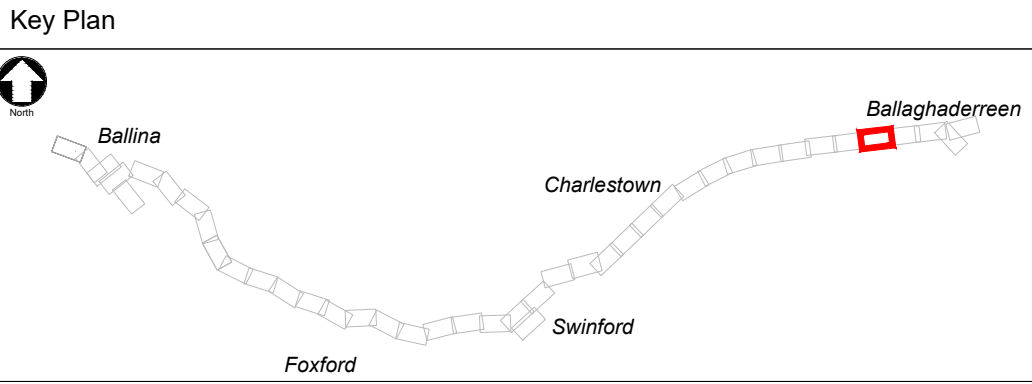 Key Plan
North
Ballina
Ballaghaderreen
Charlestown
Swinford
Foxford